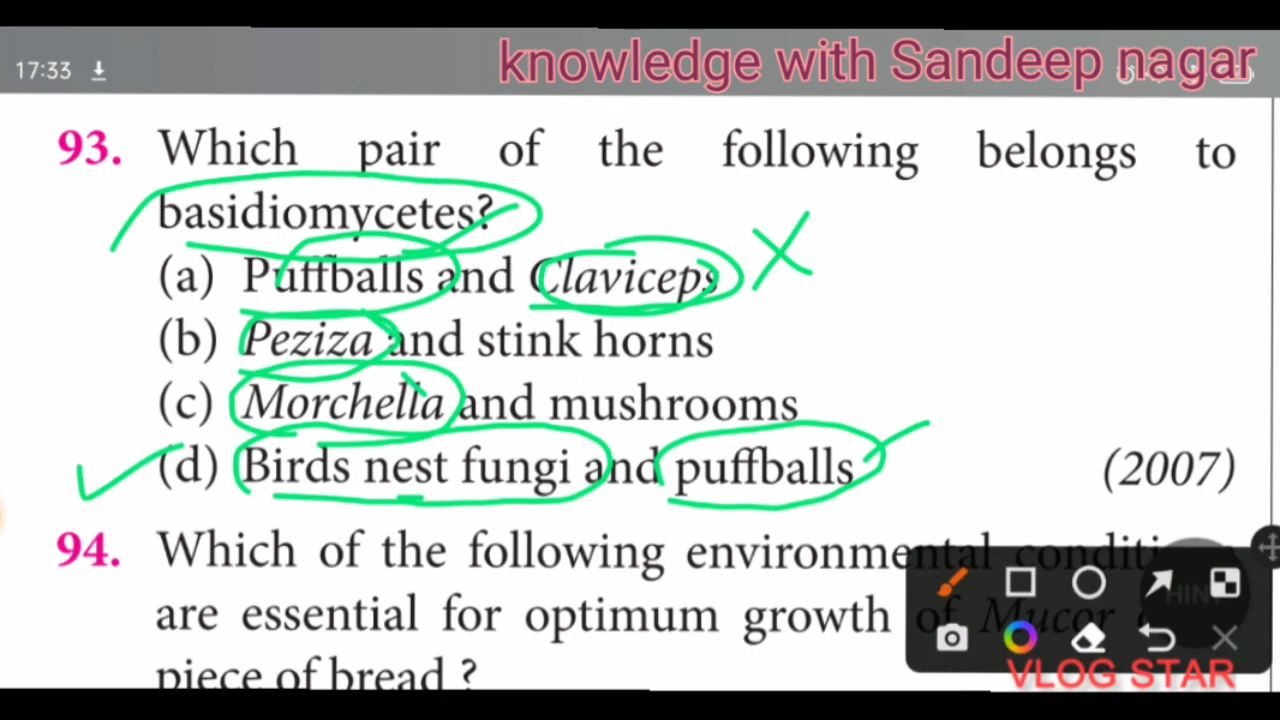 knowledge with Sandeep nagar
17:33
93. Which pair of the following belongs to
basidiomycetes?
(a) Puffballs and Claviceps
(b) Peziza and stink horns
(c) Morchella and mushrooms
(d) Birds nest fungi and puffballs (2007)
94. Which of the following environmental
are essential for optimum growth of Mucor
piece of bread ?
VLOG STAR